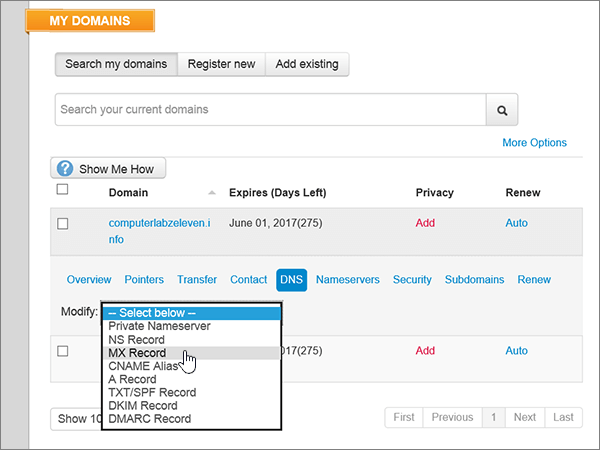 MY DOMAINS
Search my domains Register new Add existing
Search your current domains
More Options
? Show Me How
Domain Expires (Days Left) Privacy Renew
computerlabzeleven.i
nfo June 01, 2017(275) Add Auto
Overview Pointers Transfer Contact DNS Nameservers Security Subdomains Renew
Modify: -- Select below --
Private Nameserver
NS Record
MX Record
CNAME Alias
A Record
TXT/SPF Record
DKIM Record
DMARC Record
2017(275) Add Auto
Show 10
First Previous 1 Next Last